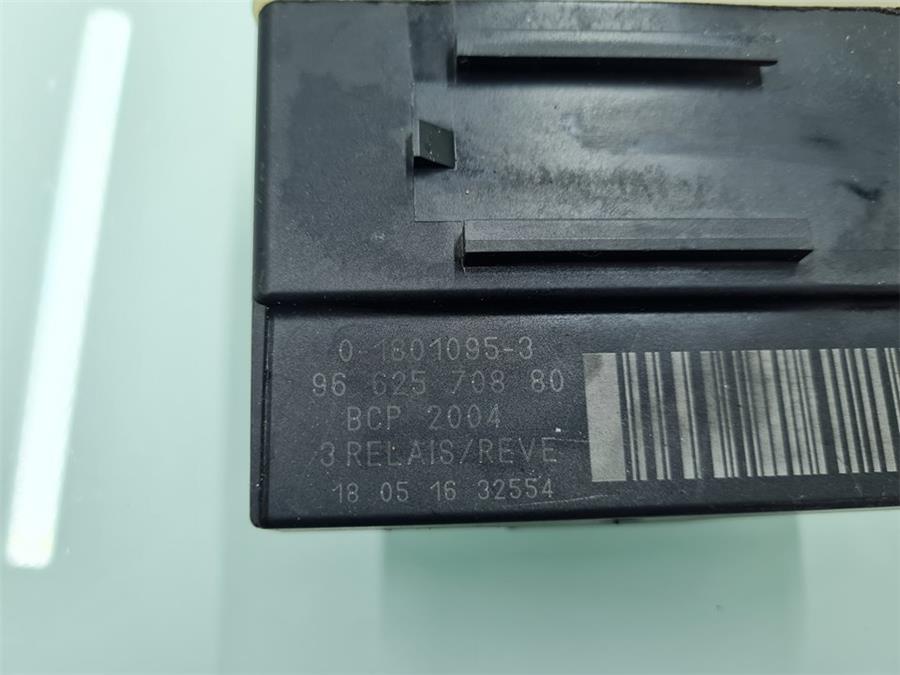 0-1801095-3
96 625 708 80
BCP 2004
3 RELAIS/REVE
18 05 16 32554